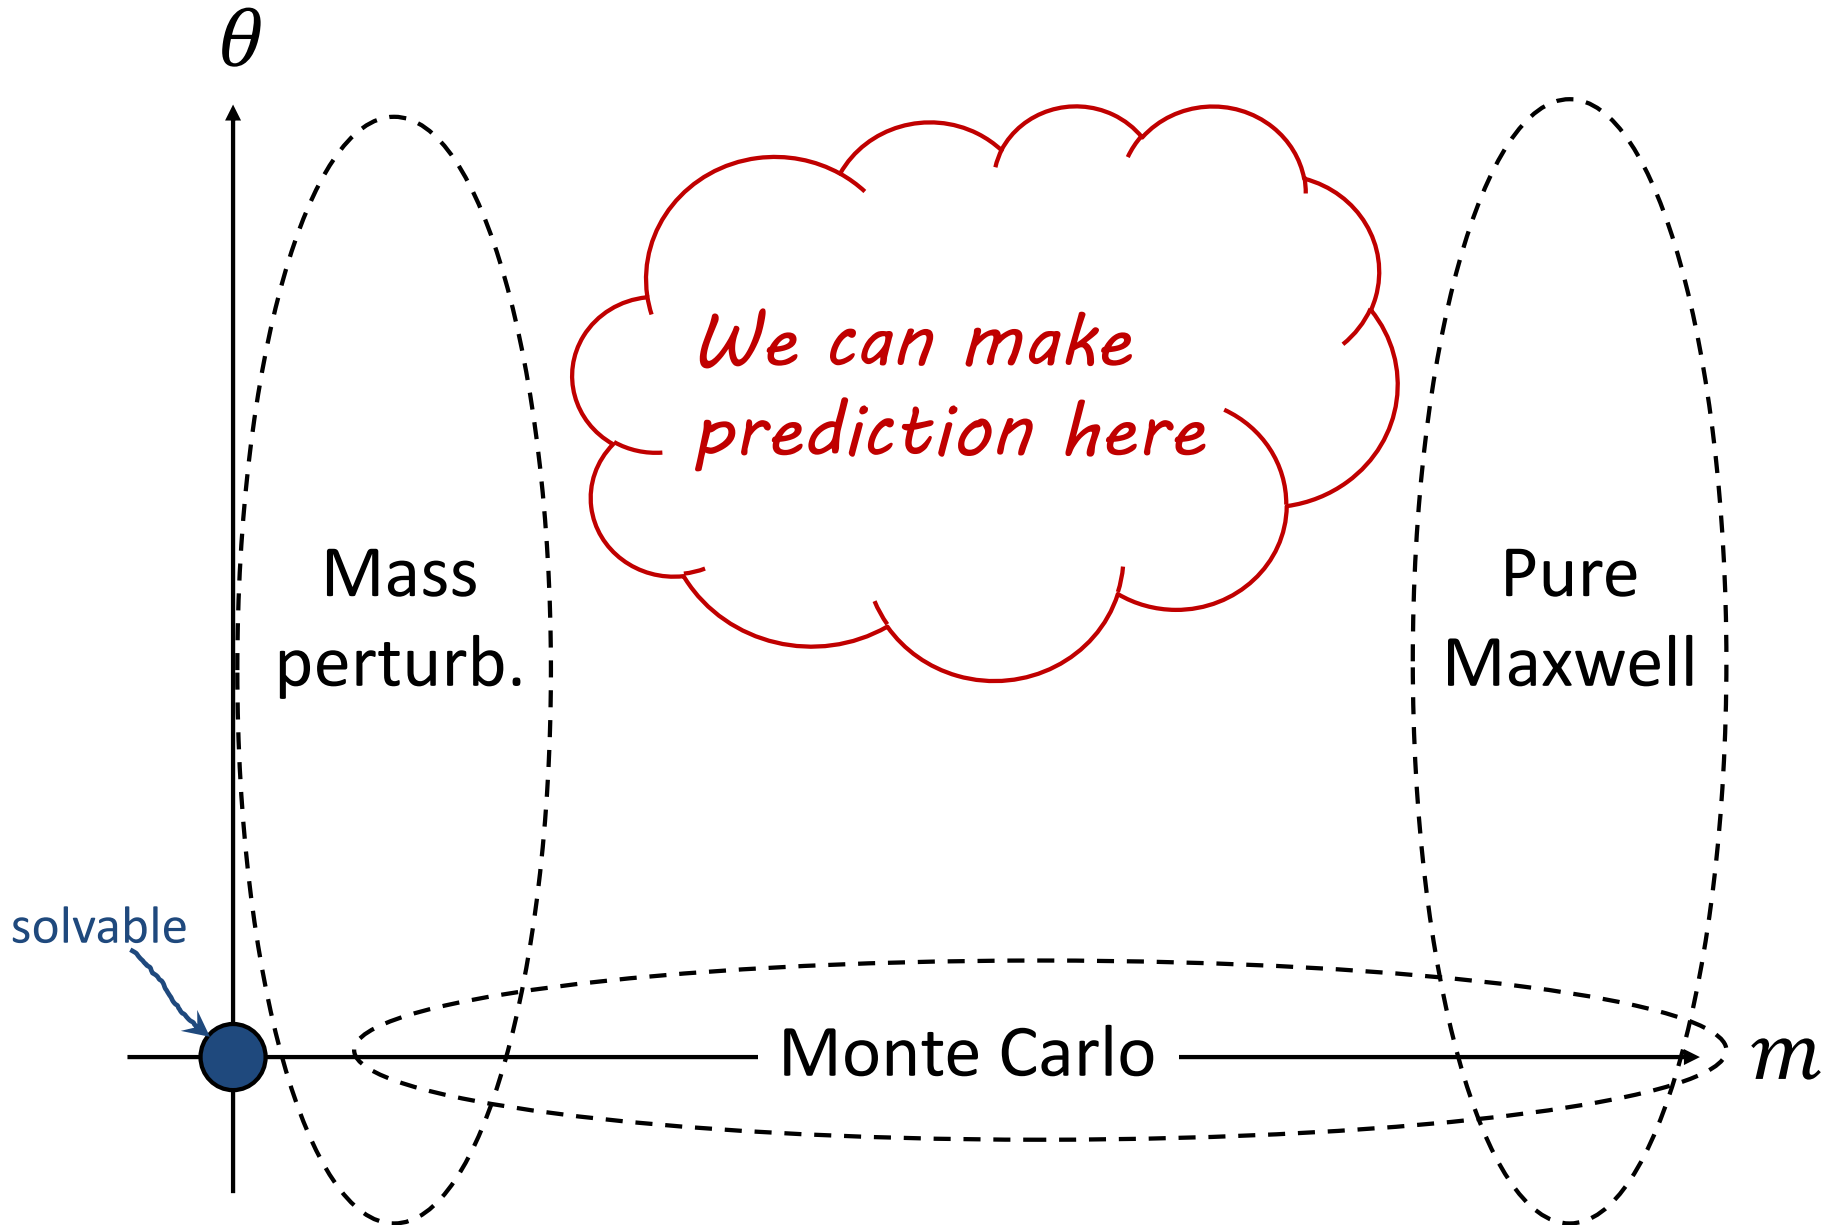 θ
We can make
prediction here
Mass
perturb.
Pure
Maxwell
solvable
Monte Carlo
m